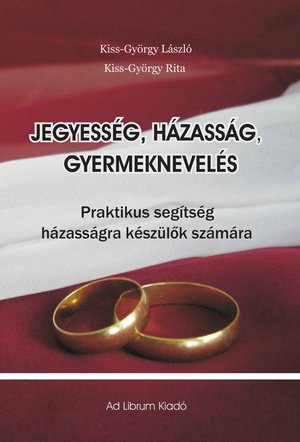 Kiss-György László
Kiss-György Rita
JEGYESSÉG, HÁZASSÁG,
GYERMEKNEVELÉS
Praktikus segítség
házasságra készülők számára
Ad Librum Kiadó